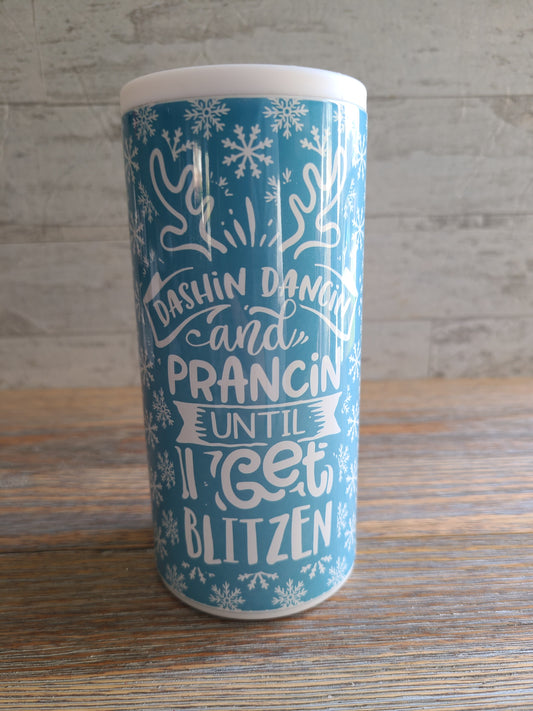 DASHiN DANCiN
and
PRANCiN
UNTIL
I Get
BLITZEN